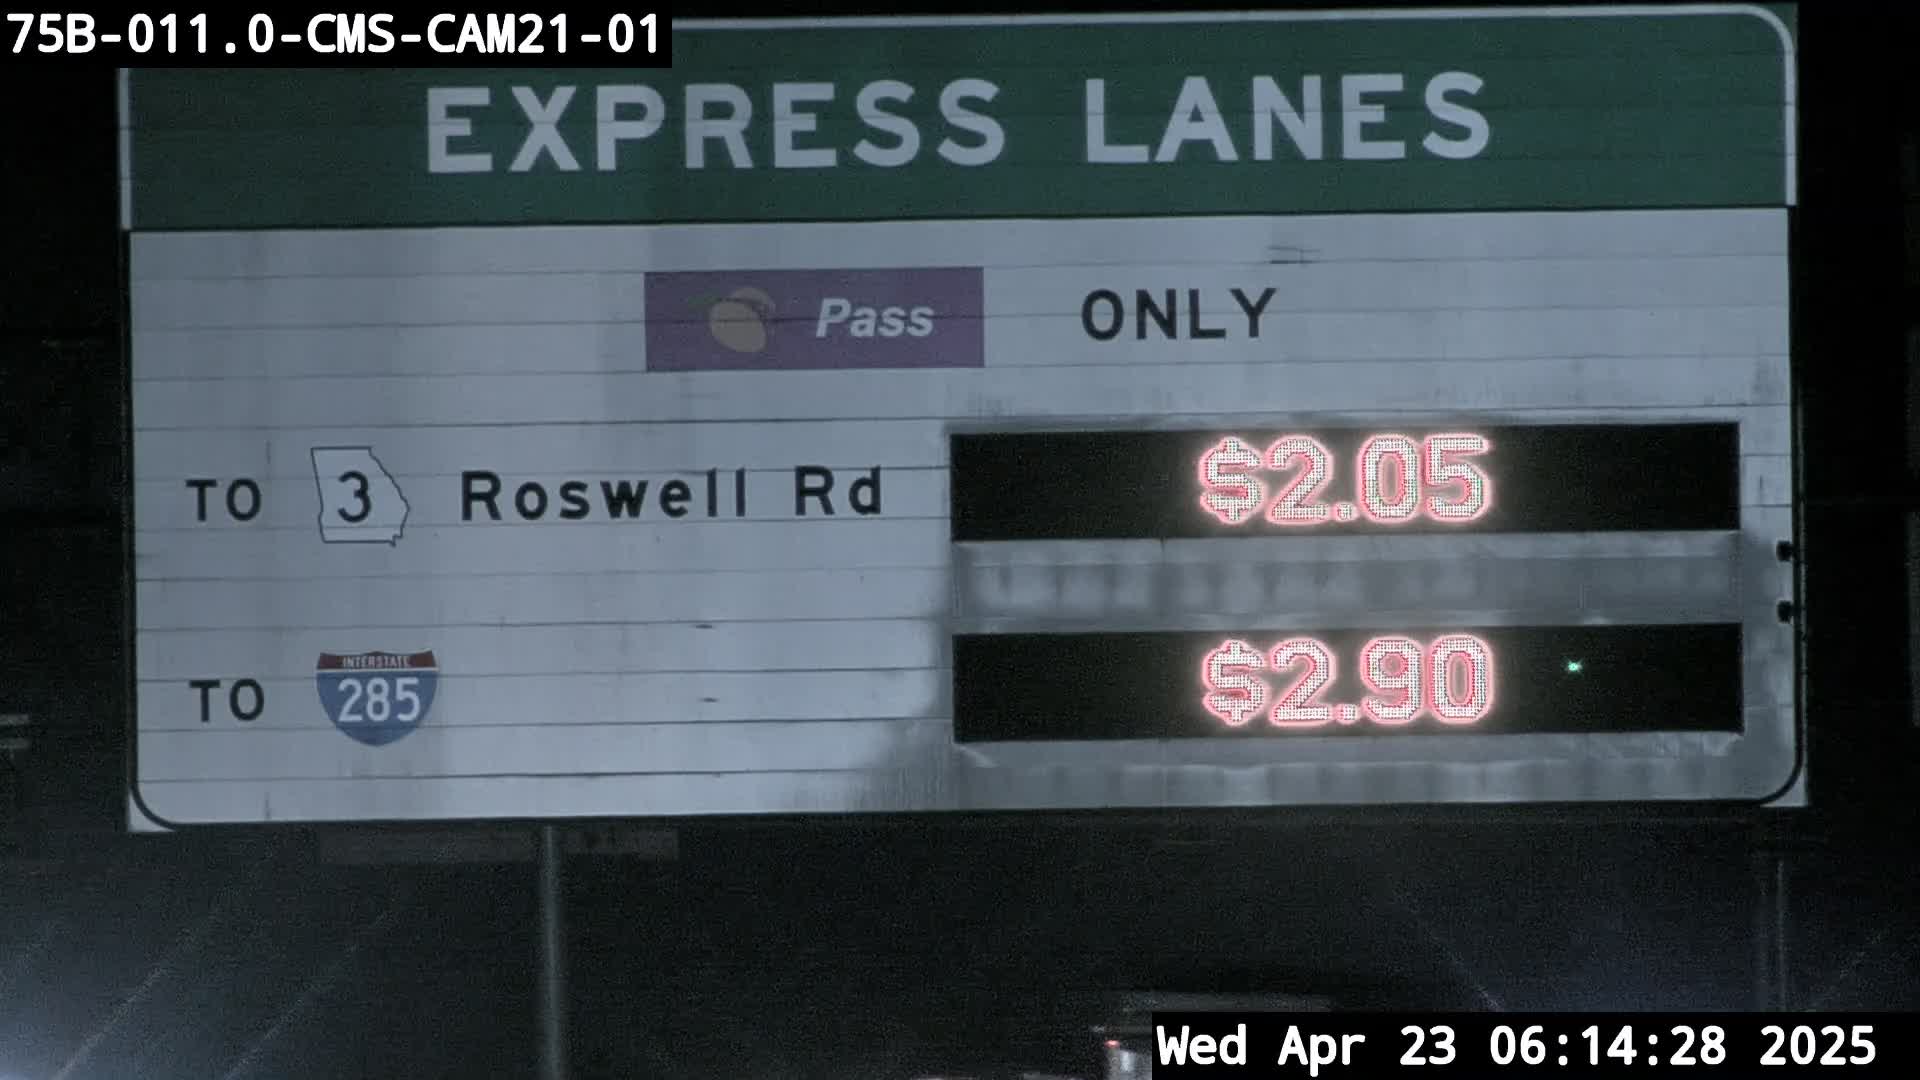 75B-011.0-CMS-CAM21-01
EXPRESS LANES
Pass ONLY
TO 3 Roswell Rd $2.05
TO INTERSTATE 285 $2.90
Wed Apr 23 06:14:28 2025